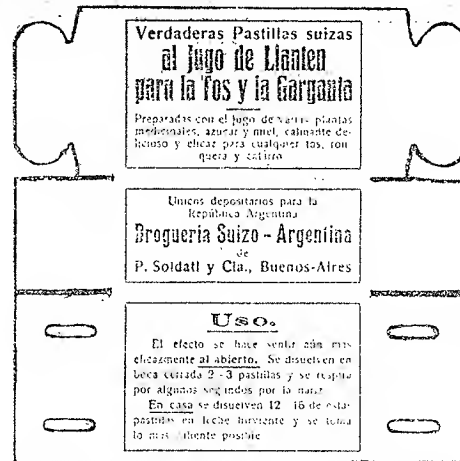 Verdaderas Pastillas suizas
al Jugo de Llanten
para la Tos y la Garganta
Preparadas con el jugo de varias plantas
medicinales, azucar y miel, calmante de-
licioso y eficaz para cualquier tos, ron
quera y catarro
Unicos depositarios para la
República Argentina
Drogueria Suizo - Argentina
de
P. Soldati y Cia., Buenos-Aires
Uso.
El efecto se hace sentir aún mas
eficazmente al abierto. Se disuelven en
boca cerrada 2 - 3 pastillas y se respira
por algunos segundos por la nariz
En casa se disuelven 12 - 16 de estas
pastillas en leche hirviente y se toma
lo mas caliente posible